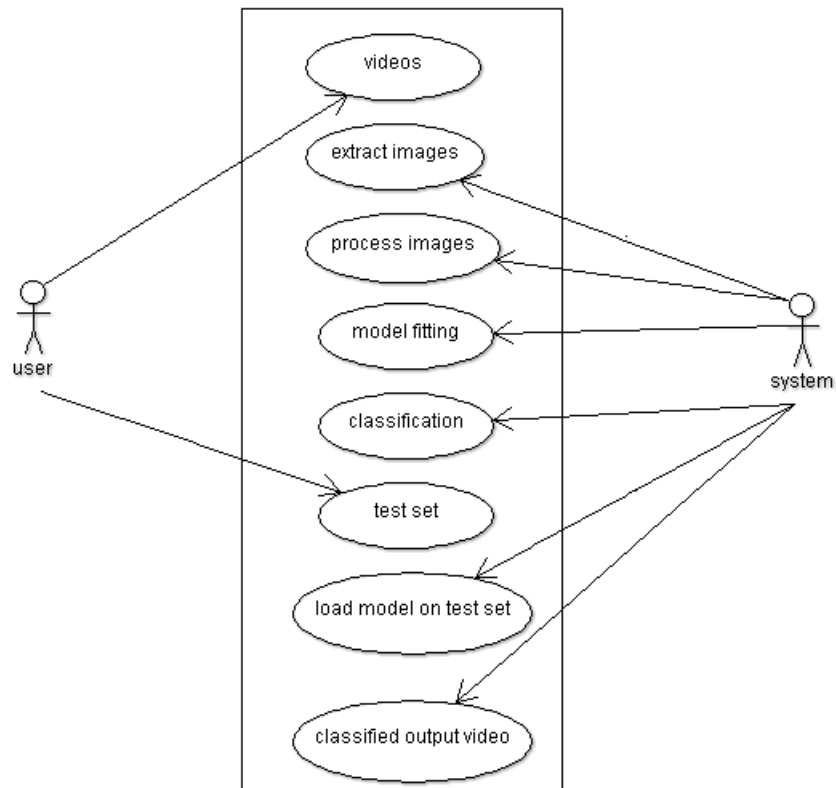 videos
extract images
process images
model fitting
user
system
classification
test set
load model on test set
classified output video